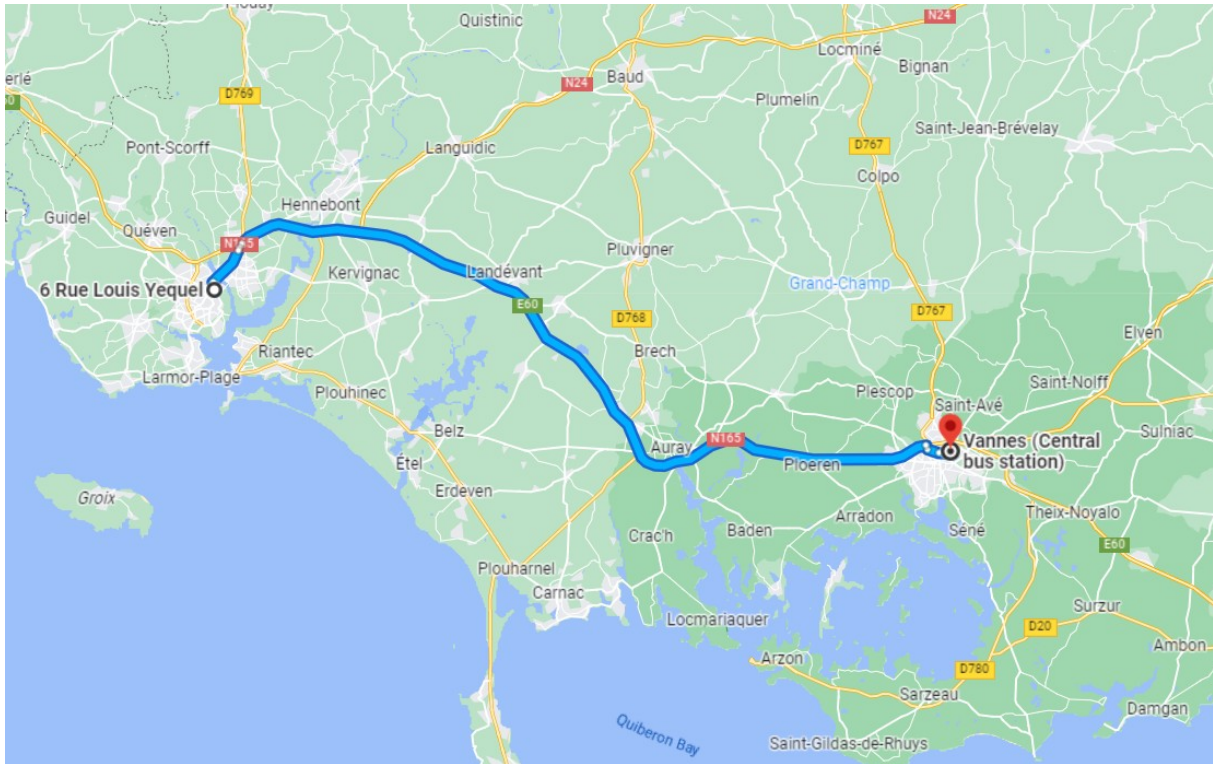 Plouay
Quistinic
N24
Locminé
Bignan
N24
Baud
D769
Plumelin
Saint-Jean-Brévelay
Pont-Scorff
Languidic
D767
Colpo
Hennebont
Guidel
Quéven
N165
Pluvigner
Kervignac
Landévant
Grand-Champ
6 Rue Louis Yequel
E60
D768
D767
Elven
Riantec
Brech
Larmor-Plage
Plouhinec
Plescop
Saint-Nolff
Saint-Avé
Belz
Auray
N165
Vannes (Central
bus station)
Sulniac
Étel
Ploeren
Groix
Erdeven
Arradon
Theix-Noyalo
Crac'h
Baden
Séné
E60
Plouharnel
Carnac
Locmariaquer
Surzur
D20
Ambon
Arzon
D780
Sarzeau
Damgan
Quiberon Bay
Saint-Gildas-de-Rhuys